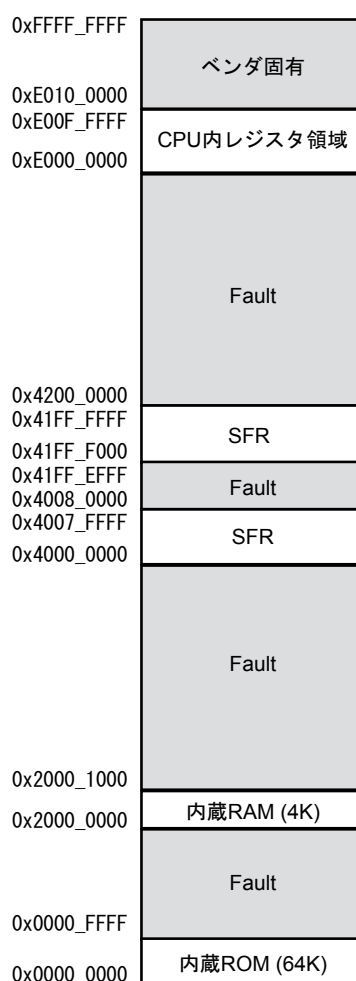 0xFFFF_FFFF
ベンダ固有
0xE010_0000
0xE00F_FFFF
CPU内レジスタ領域
0xE000_0000
Fault
0x4200_0000
0x41FF_FFFF
SFR
0x41FF_F000
0x41FF_EFFF
Fault
0x4008_0000
0x4007_FFFF
SFR
0x4000_0000
Fault
0x2000_1000
内蔵RAM (4K)
0x2000_0000
Fault
0x0000_FFFF
内蔵ROM (64K)
0x0000_0000